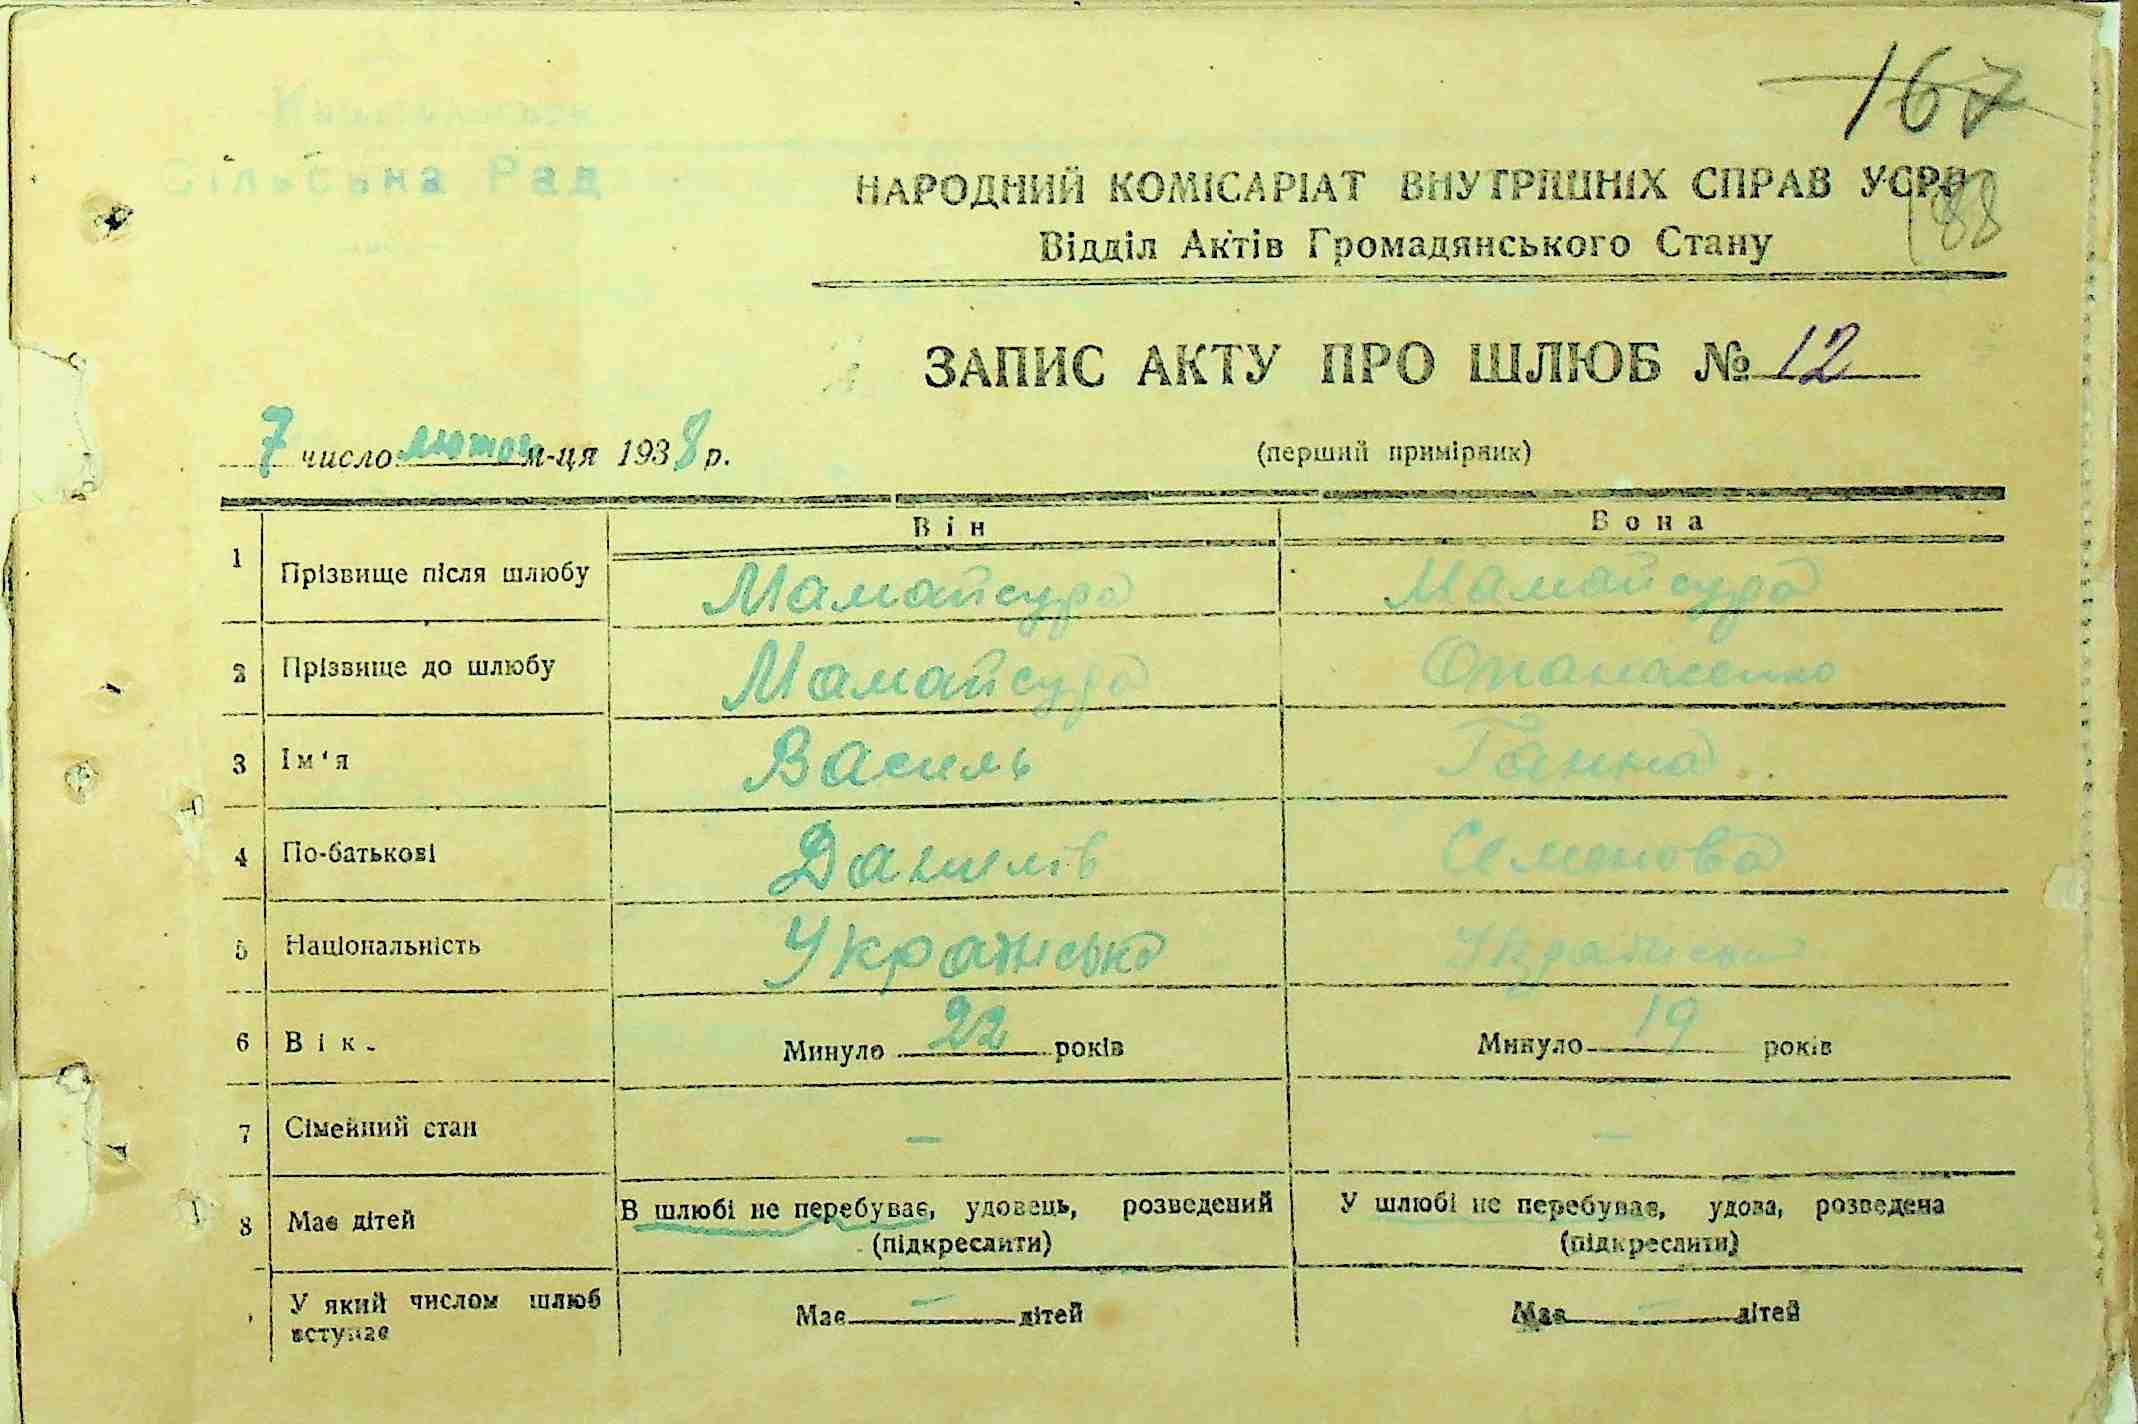 167
188
Сільська Рад
НАРОДНИЙ КОМІСАРІАТ ВНУТРІШНІХ СПРАВ УСРР
Відділ Актів Громадянського Стану
ЗАПИС АКТУ ПРО ШЛЮБ № 12
7 число лютого м-ця 1938 р.
(перший примірник)
Він Вона
1 Прізвище після шлюбу Мамайсура Мамайсура
2 Прізвище до шлюбу Мамайсура Опанасенко
3 Ім‘я Василь Ганна
4 По-батькові Данилів Семенова
5 Національність Українська Українська
6 Вік. Минуло 22 років Минуло 19 років
7 Сімейний стан — —
8 Має дітей В шлюбі не перебуває, удовець, розведений У шлюбі не перебуває, удова, розведена
(підкреслити) (підкреслити)
У який числом шлюб вступає Має — дітей Має — дітей